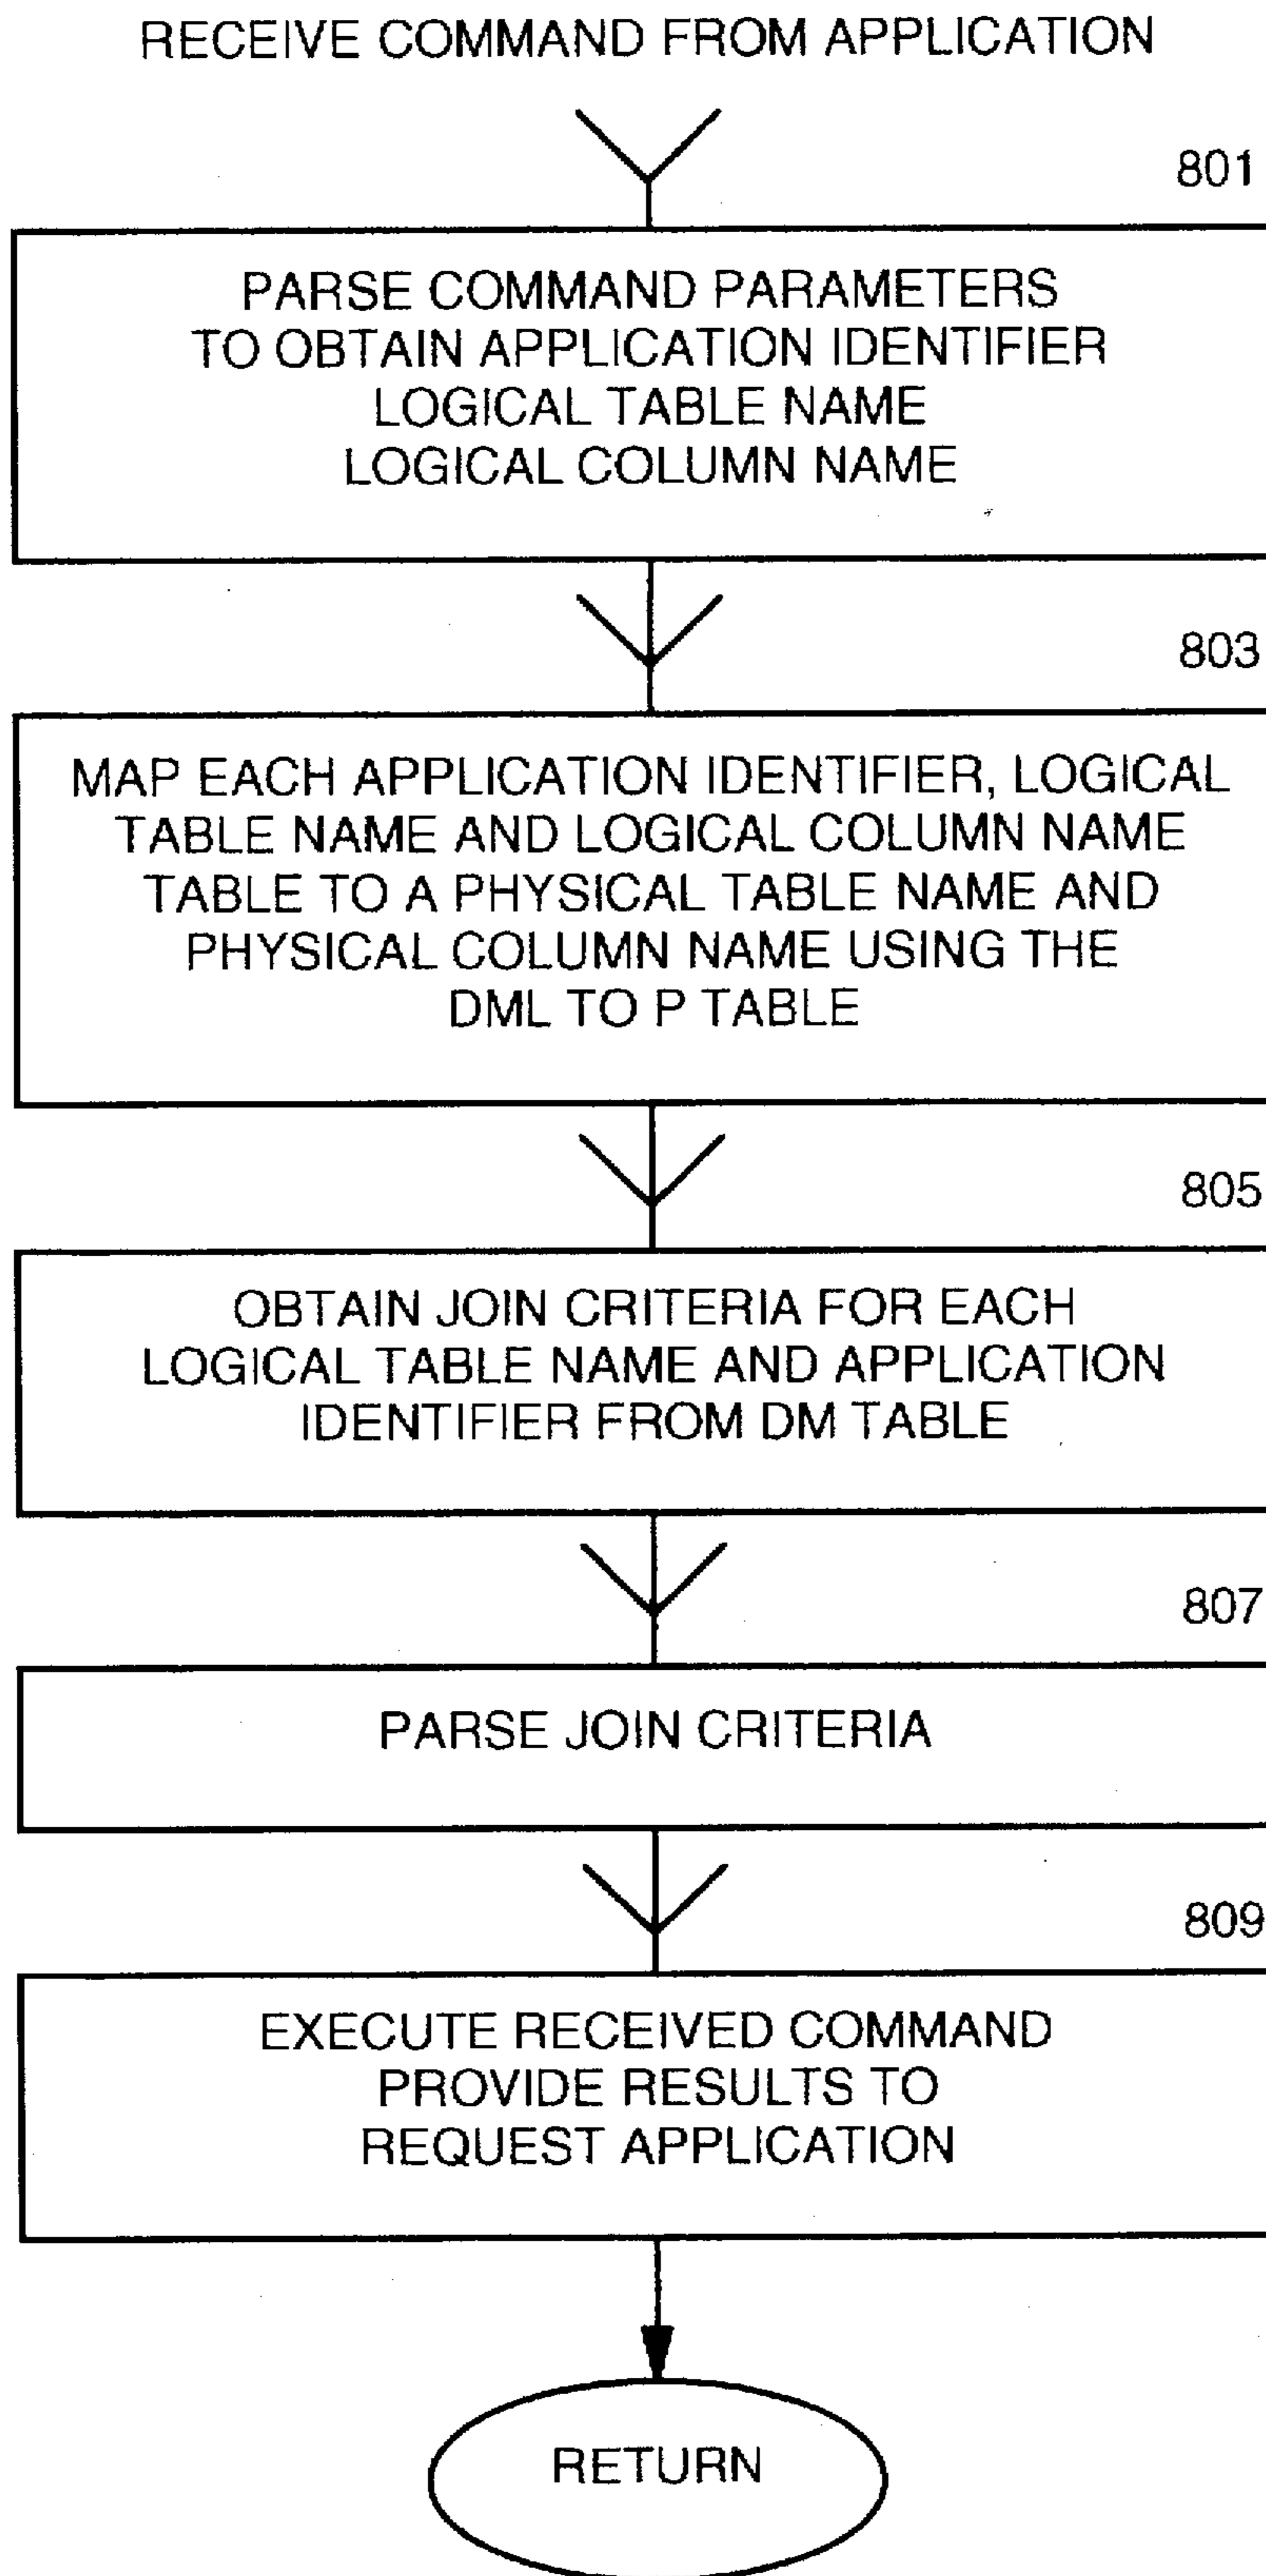 RECEIVE COMMAND FROM APPLICATION
801
PARSE COMMAND PARAMETERS
TO OBTAIN APPLICATION IDENTIFIER
LOGICAL TABLE NAME
LOGICAL COLUMN NAME
803
MAP EACH APPLICATION IDENTIFIER, LOGICAL
TABLE NAME AND LOGICAL COLUMN NAME
TABLE TO A PHYSICAL TABLE NAME AND
PHYSICAL COLUMN NAME USING THE
DML TO P TABLE
805
OBTAIN JOIN CRITERIA FOR EACH
LOGICAL TABLE NAME AND APPLICATION
IDENTIFIER FROM DM TABLE
807
PARSE JOIN CRITERIA
809
EXECUTE RECEIVED COMMAND
PROVIDE RESULTS TO
REQUEST APPLICATION
RETURN